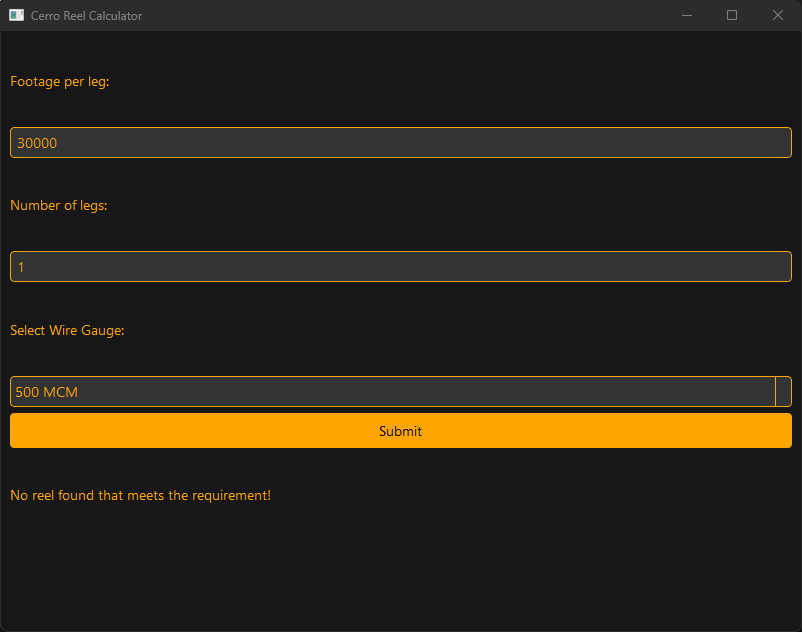 Cerro Reel Calculator
Footage per leg:
30000
Number of legs:
1
Select Wire Gauge:
500 MCM
Submit
No reel found that meets the requirement!